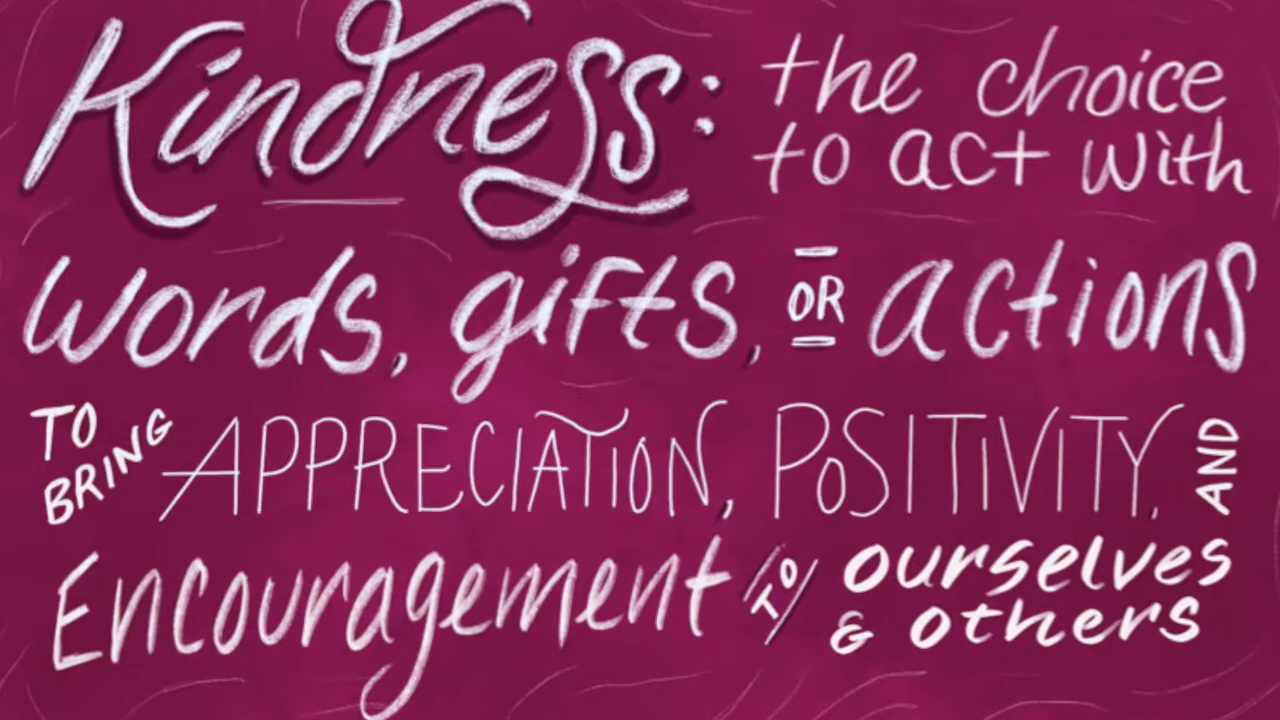 Kindness: the choice
to act with
words, gifts, OR actions
TO BRING APPRECIATION, POSITIVITY, AND
Encouragement TO ourselves
& others